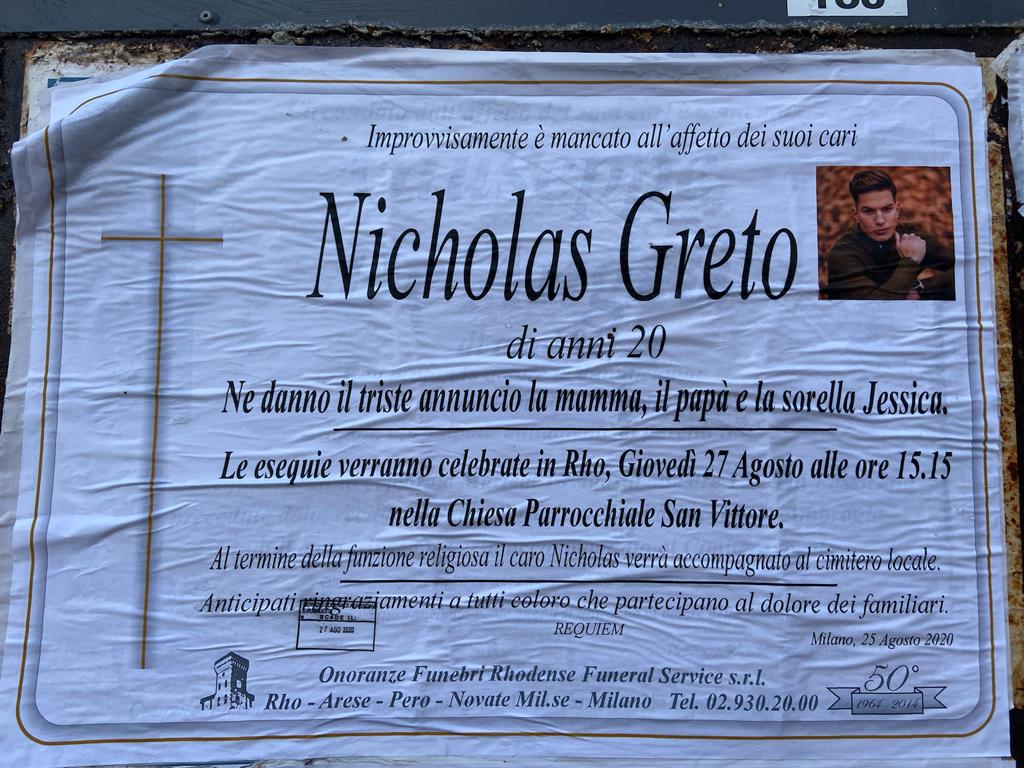 Improvvisamente è mancato all'affetto dei suoi cari
Nicholas Greto
di anni 20
Ne danno il triste annuncio la mamma, il papà e la sorella Jessica.
Le esequie verranno celebrate in Rho, Giovedì 27 Agosto alle ore 15.15
nella Chiesa Parrocchiale San Vittore.
Al termine della funzione religiosa il caro Nicholas verrà accompagnato al cimitero locale.
Anticipati ringraziamenti a tutti coloro che partecipano al dolore dei familiari.
SCADE IL:
27 AGO 2020
REQUIEM
Milano, 25 Agosto 2020
Onoranze Funebri Rhodense Funeral Service s.r.l.
Rho - Arese - Pero - Novate Mil.se - Milano Tel. 02.930.20.00
50°
1964 - 2014